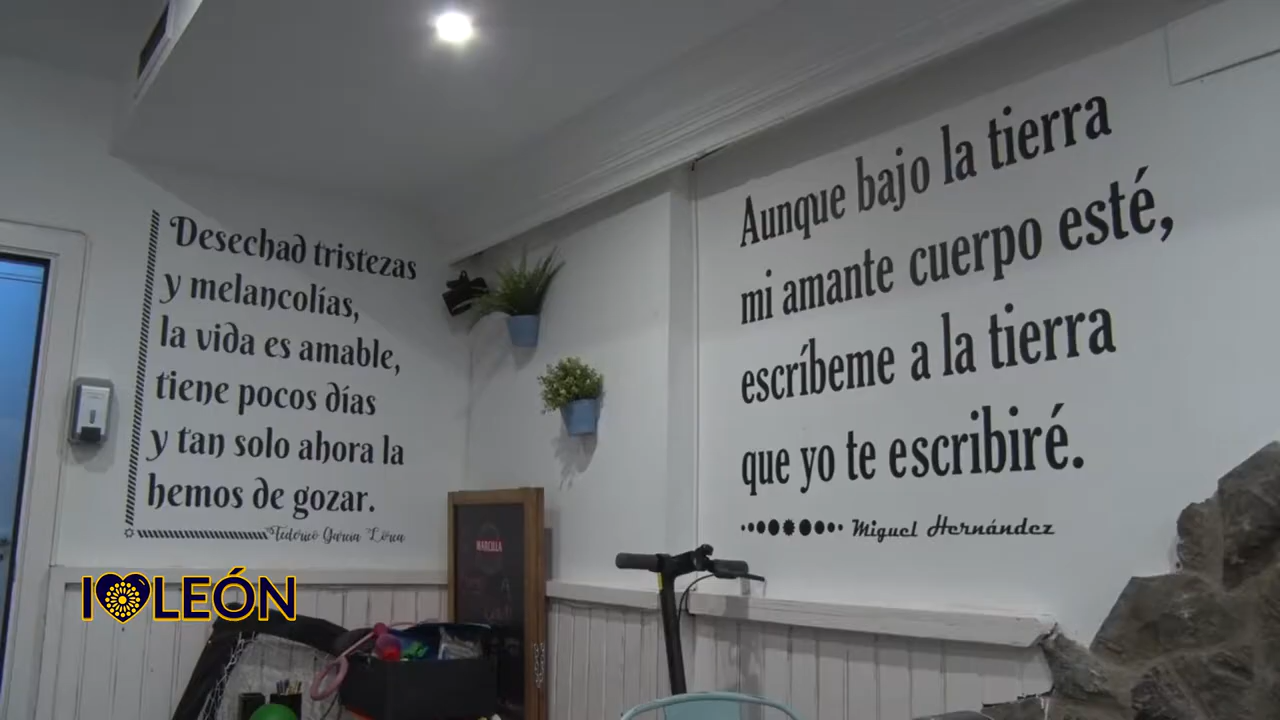 Desechad tristezas
y melancolías,
la vida es amable,
tiene pocos días
y tan solo ahora la
hemos de gozar.
Federico García Lorca
Aunque bajo la tierra
mi amante cuerpo esté,
escríbeme a la tierra
que yo te escribiré.
Miguel Hernández
MARCILLA
I LEÓN